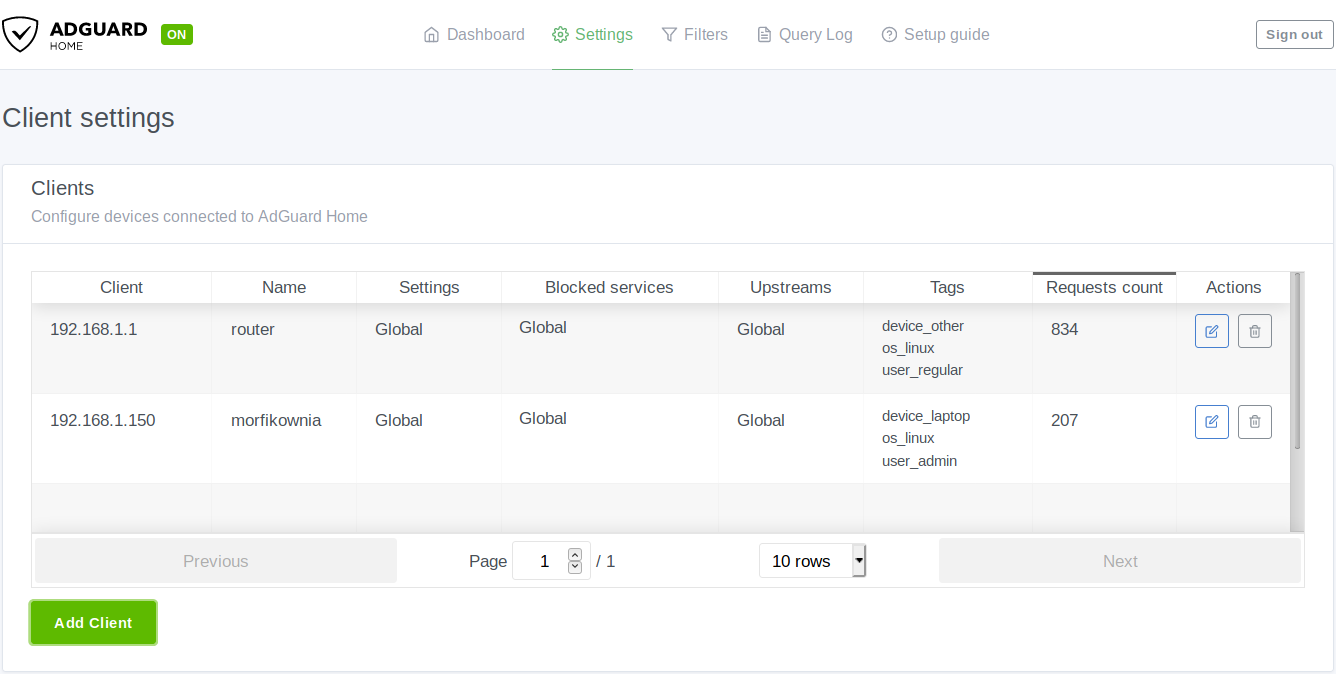 ADGUARD
HOME
ON
Dashboard Settings Filters Query Log Setup guide
Sign out
Client settings
Clients
Configure devices connected to AdGuard Home
Client Name Settings Blocked services Upstreams Tags Requests count Actions
192.168.1.1 router Global Global Global device_other 834
os_linux
user_regular
192.168.1.150 morfikownia Global Global Global device_laptop 207
os_linux
user_admin
Previous Page 1 / 1 10 rows Next
Add Client